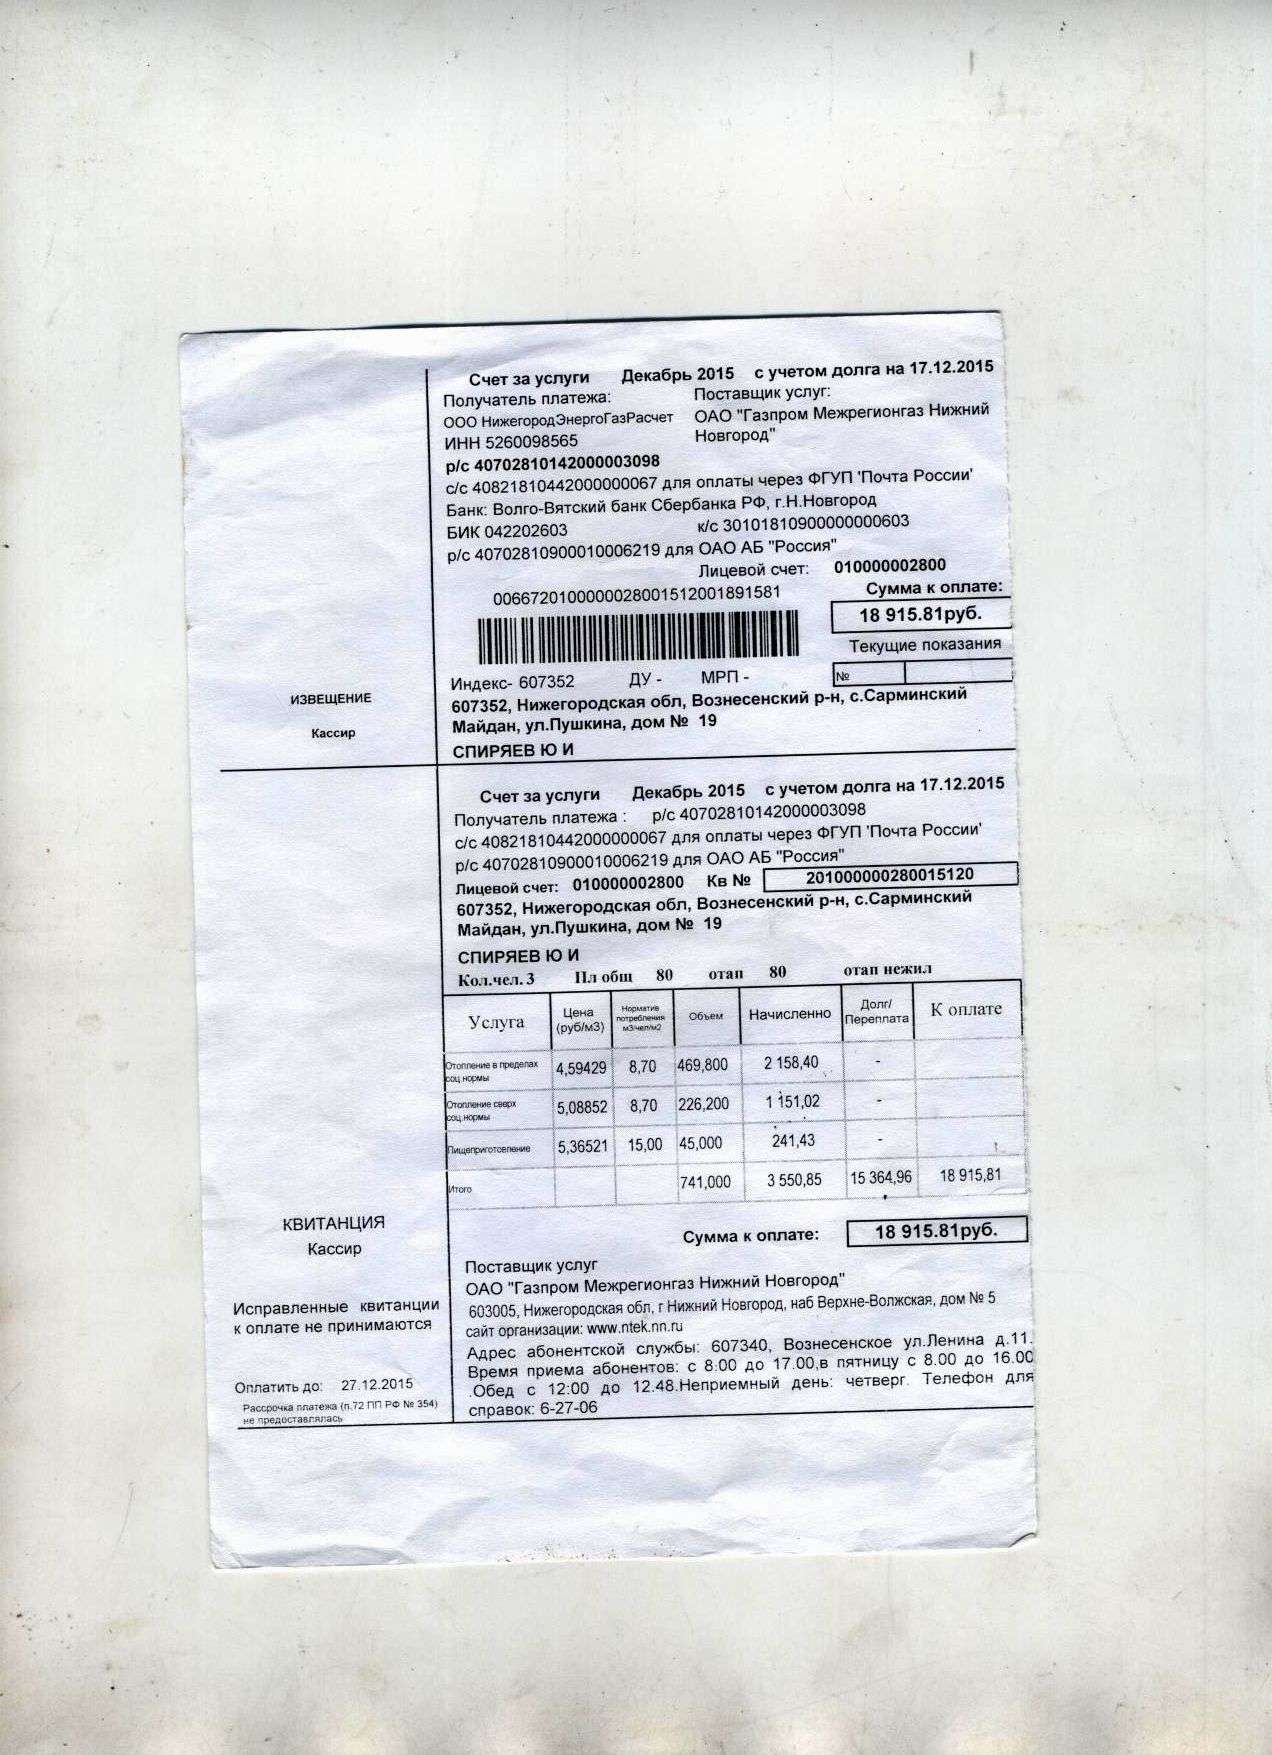 Счет за услуги Декабрь 2015 с учетом долга на 17.12.2015
Получатель платежа: Поставщик услуг:
ООО НижегородЭнергоГазРасчет ОАО "Газпром Межрегионгаз Нижний
ИНН 5260098565 Новгород"
р/с 40702810142000003098
с/с 40821810442000000067 для оплаты через ФГУП 'Почта России'
Банк: Волго-Вятский банк Сбербанка РФ, г.Н.Новгород
БИК 042202603 к/с 30101810900000000603
р/с 40702810900010006219 для ОАО АБ "Россия"
Лицевой счет: 010000002800
0066720100000028001512001891581 Сумма к оплате:
18 915.81руб.
Текущие показания
№
Индекс- 607352 ДУ - МРП -
607352, Нижегородская обл, Вознесенский р-н, с.Сарминский
Майдан, ул.Пушкина, дом № 19
СПИРЯЕВ Ю И
ИЗВЕЩЕНИЕ
Кассир
Счет за услуги Декабрь 2015 с учетом долга на 17.12.2015
Получатель платежа : р/с 40702810142000003098
с/с 40821810442000000067 для оплаты через ФГУП 'Почта России'
р/с 40702810900010006219 для ОАО АБ "Россия"
Лицевой счет: 010000002800 Кв № 201000000280015120
607352, Нижегородская обл, Вознесенский р-н, с.Сарминский
Майдан, ул.Пушкина, дом № 19
СПИРЯЕВ Ю И
Кол.чел. 3 Пл общ 80 отап 80 отап нежил
Услуга Цена (руб/м3) Норматив потребления м3/чел/м2 Объем Начисленно Долг/ Переплата К оплате
Отопление в пределах соц.нормы 4,59429 8,70 469,800 2 158,40 -
Отопление сверх соц.нормы 5,08852 8,70 226,200 1 151,02 -
Пищеприготовление 5,36521 15,00 45,000 241,43 -
Итого 741,000 3 550,85 15 364,96 18 915,81
Сумма к оплате: 18 915.81руб.
КВИТАНЦИЯ
Кассир
Исправленные квитанции
к оплате не принимаются
Оплатить до: 27.12.2015
Рассрочка платежа (п.72 ПП РФ № 354)
не предоставлялась
Поставщик услуг
ОАО "Газпром Межрегионгаз Нижний Новгород"
603005, Нижегородская обл, г Нижний Новгород, наб Верхне-Волжская, дом № 5
сайт организации: www.ntek.nn.ru
Адрес абонентской службы: 607340, Вознесенское ул.Ленина д.11.
Время приема абонентов: с 8:00 до 17.00,в пятницу с 8.00 до 16.00
.Обед с 12:00 до 12.48.Неприемный день: четверг. Телефон для
справок: 6-27-06